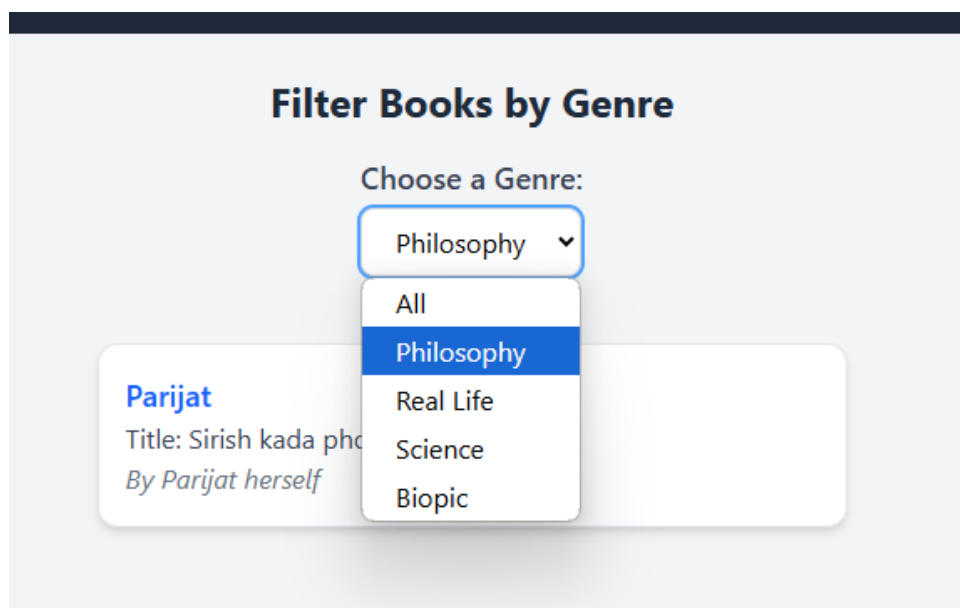 Filter Books by Genre
Choose a Genre:
Philosophy
All
Philosophy
Real Life
Science
Biopic
Parijat
Title: Sirish kada
By Parijat herself